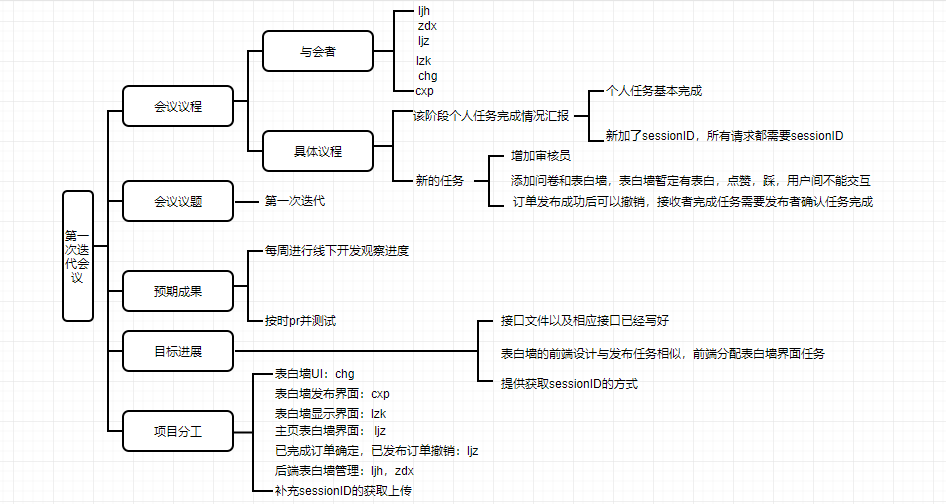 第一次迭代会议
会议议程
与会者
ljh
zdx
ljz
lzk
chg
cxp
具体议程
该阶段个人任务完成情况汇报
个人任务基本完成
新加了sessionID，所有请求都需要sessionID
新的任务
增加审核员
添加问卷和表白墙，表白墙暂定有表白，点赞，踩，用户间不能交互
订单发布成功后可以撤销，接收者完成任务需要发布者确认任务完成
会议议题
第一次迭代
预期成果
每周进行线下开发观察进度
按时pr并测试
目标进展
接口文件以及相应接口已经写好
表白墙的前端设计与发布任务相似，前端分配表白墙界面任务
提供获取sessionID的方式
项目分工
表白墙UI：chg
表白墙发布界面：cxp
表白墙显示界面：lzk
主页表白墙界面： ljz
已完成订单确定，已发布订单撤销：ljz
后端表白墙管理：ljh，zdx
补充sessionID的获取上传